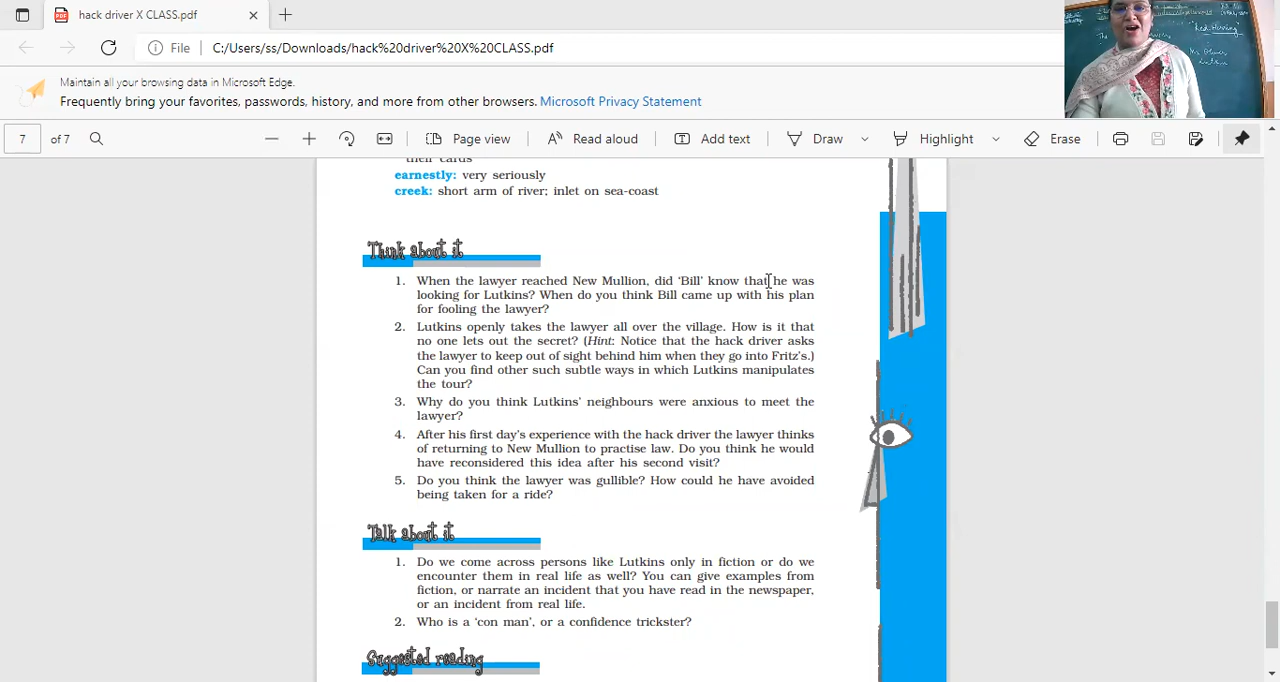 hack driver X CLASS.pdf
File C:/Users/ss/Downloads/hack%20driver%20X%20CLASS.pdf
Maintain all your browsing data in Microsoft Edge.
Frequently bring your favorites, passwords, history, and more from other browsers. Microsoft Privacy Statement
7 of 7 Page view Read aloud Add text Draw Highlight Erase
their cards
earnestly: very seriously
creek: short arm of river; inlet on sea-coast
Think about it
1. When the lawyer reached New Mullion, did ‘Bill’ know that he was
looking for Lutkins? When do you think Bill came up with his plan
for fooling the lawyer?
2. Lutkins openly takes the lawyer all over the village. How is it that
no one lets out the secret? (Hint: Notice that the hack driver asks
the lawyer to keep out of sight behind him when they go into Fritz’s.)
Can you find other such subtle ways in which Lutkins manipulates
the tour?
3. Why do you think Lutkins’ neighbours were anxious to meet the
lawyer?
4. After his first day’s experience with the hack driver the lawyer thinks
of returning to New Mullion to practise law. Do you think he would
have reconsidered this idea after his second visit?
5. Do you think the lawyer was gullible? How could he have avoided
being taken for a ride?
Talk about it
1. Do we come across persons like Lutkins only in fiction or do we
encounter them in real life as well? You can give examples from
fiction, or narrate an incident that you have read in the newspaper,
or an incident from real life.
2. Who is a ‘con man’, or a confidence trickster?
Suggested reading